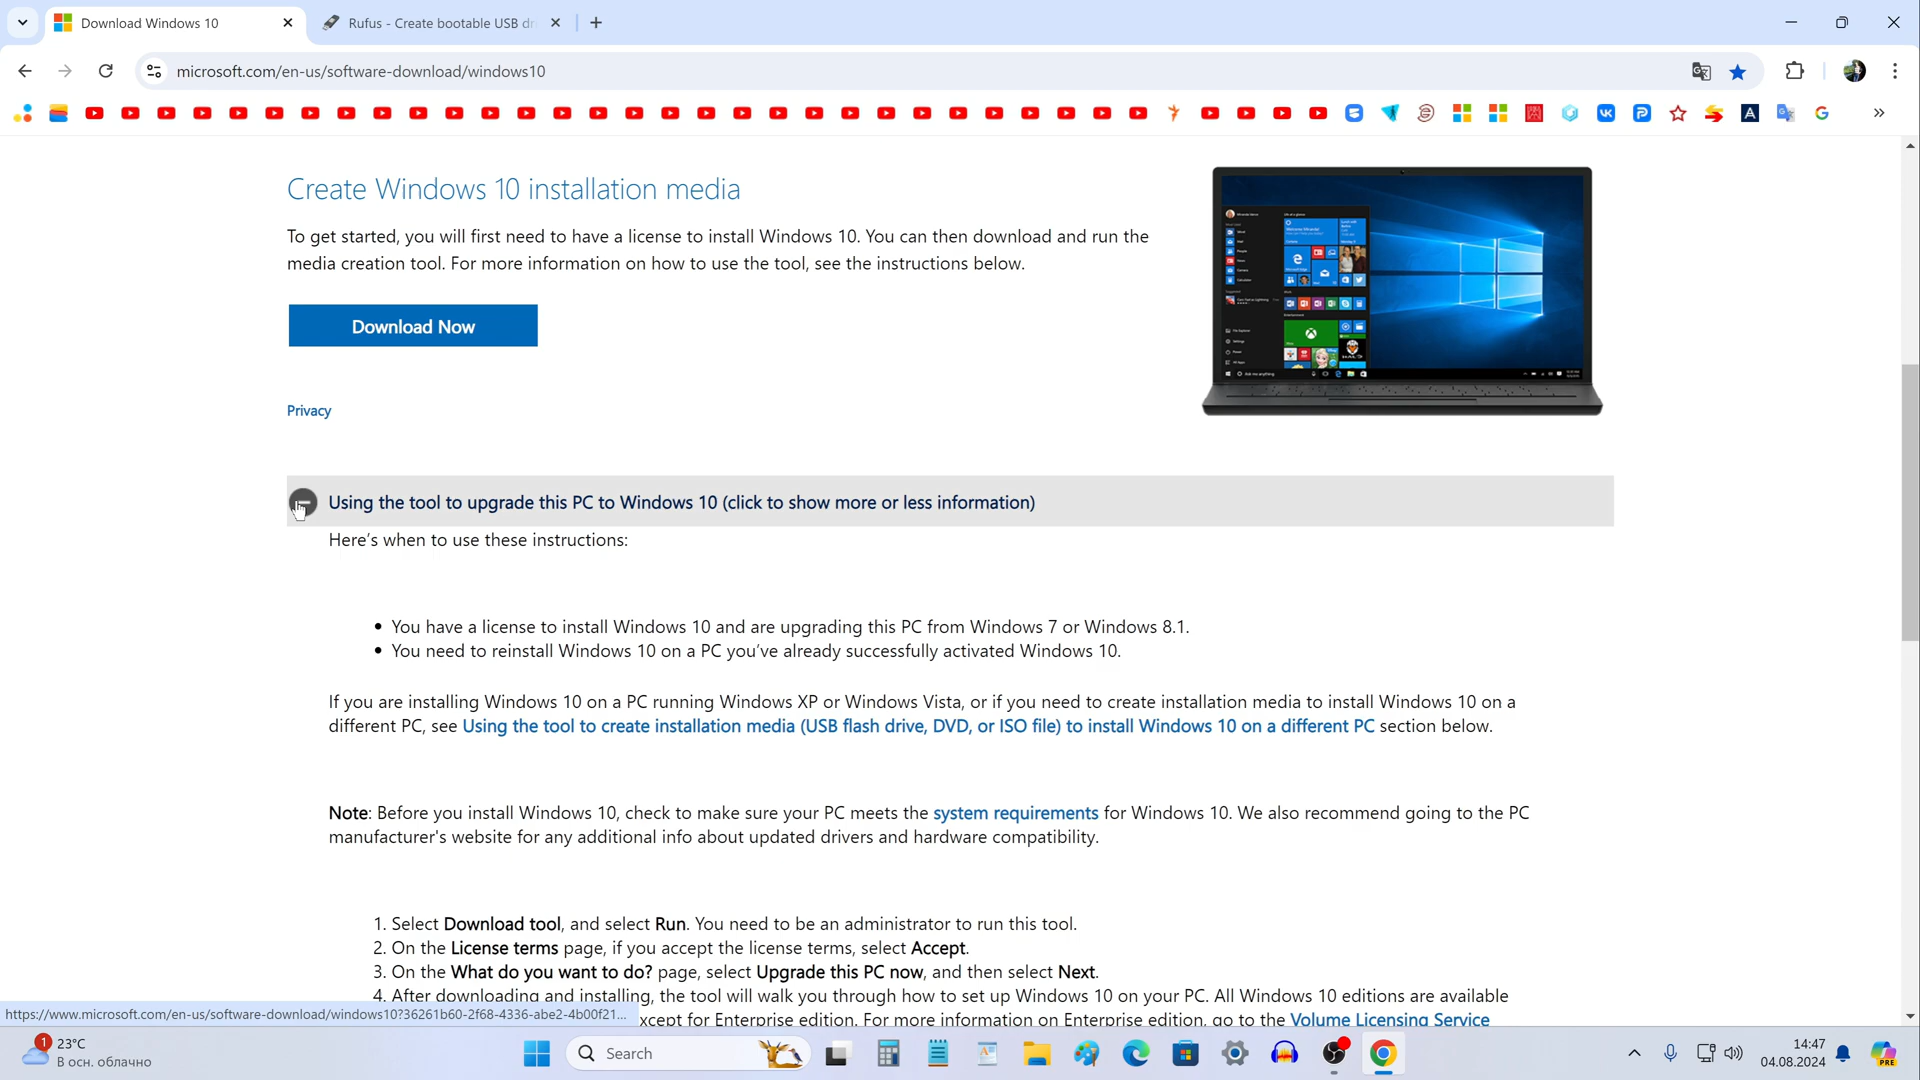 Download Windows 10
Rufus - Create bootable USB dr
microsoft.com/en-us/software-download/windows10
Create Windows 10 installation media
To get started, you will first need to have a license to install Windows 10. You can then download and run the
media creation tool. For more information on how to use the tool, see the instructions below.
Download Now
Privacy
Using the tool to upgrade this PC to Windows 10 (click to show more or less information)
Here's when to use these instructions:
• You have a license to install Windows 10 and are upgrading this PC from Windows 7 or Windows 8.1.
• You need to reinstall Windows 10 on a PC you've already successfully activated Windows 10.
If you are installing Windows 10 on a PC running Windows XP or Windows Vista, or if you need to create installation media to install Windows 10 on a
different PC, see Using the tool to create installation media (USB flash drive, DVD, or ISO file) to install Windows 10 on a different PC section below.
Note: Before you install Windows 10, check to make sure your PC meets the system requirements for Windows 10. We also recommend going to the PC
manufacturer's website for any additional info about updated drivers and hardware compatibility.
1. Select Download tool, and select Run. You need to be an administrator to run this tool.
2. On the License terms page, if you accept the license terms, select Accept.
3. On the What do you want to do? page, select Upgrade this PC now, and then select Next.
4. After downloading and installing, the tool will walk you through how to set up Windows 10 on your PC. All Windows 10 editions are available
xcept for Enterprise edition. For more information on Enterprise edition, go to the Volume Licensing Service
https://www.microsoft.com/en-us/software-download/windows10?36261b60-2f68-4336-abe2-4b00f21...
1
23°C
В осн. облачно
Search
PRE
14:47
04.08.2024